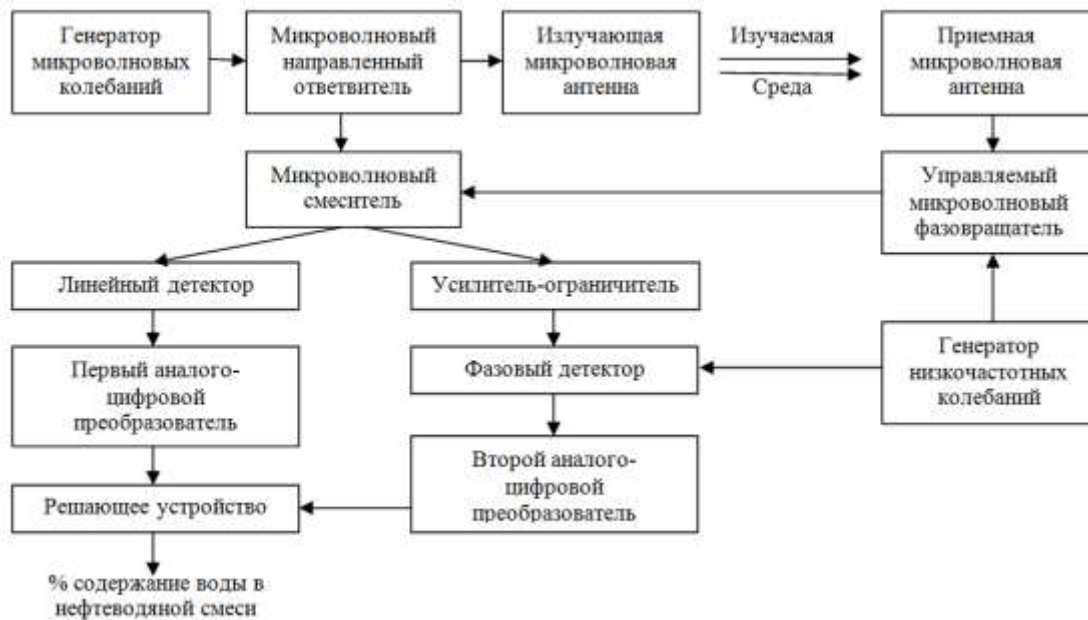 Генератор
микроволновых
колебаний
Микроволновый
направленный
ответвитель
Излучающая
микроволновая
антенна
Изучаемая
Среда
Приемная
микроволновая
антенна
Микроволновый
смеситель
Управляемый
микроволновый
фазовращатель
Линейный детектор
Усилитель-ограничитель
Первый аналого-
цифровой
преобразователь
Фазовый детектор
Генератор
низкочастотных
колебаний
Второй аналого-
цифровой
преобразователь
Решающее устройство
% содержание воды в
нефтеводяной смеси